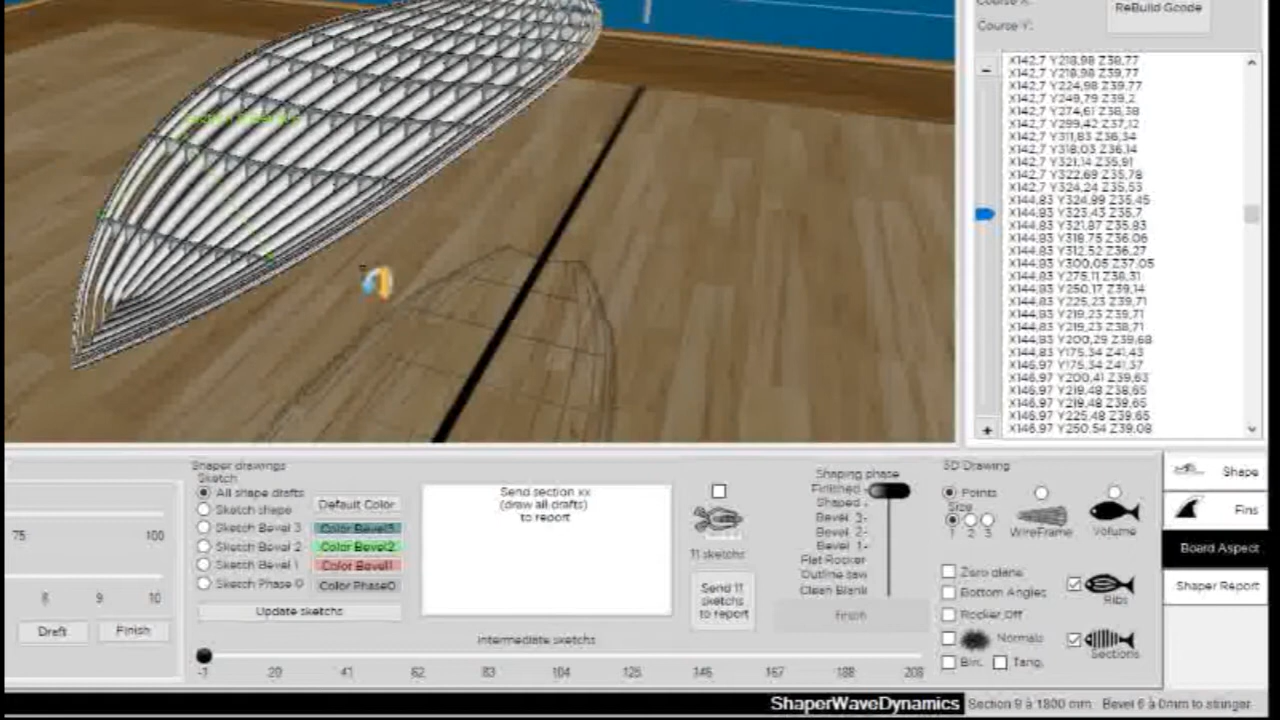 Course X:
Course Y:
ReBuild Gcode
X142,7 Y218,98 Z38,77
X142,7 Y218,98 Z39,77
X142,7 Y224,98 Z39,77
X142,7 Y249,79 Z39,2
X142,7 Y274,61 Z38,38
X142,7 Y299,42 Z37,12
X142,7 Y311,83 Z36,34
X142,7 Y318,03 Z36,14
X142,7 Y321,14 Z35,91
X142,7 Y322,69 Z35,78
X142,7 Y324,24 Z35,53
X144,83 Y324,99 Z35,45
X144,83 Y323,43 Z35,7
X144,83 Y321,87 Z35,83
X144,83 Y318,75 Z36,06
X144,83 Y312,52 Z36,27
X144,83 Y300,05 Z37,05
X144,83 Y275,11 Z38,31
X144,83 Y250,17 Z39,14
X144,83 Y225,23 Z39,71
X144,83 Y219,23 Z39,71
X144,83 Y219,23 Z38,71
X144,83 Y200,29 Z39,68
X144,83 Y175,34 Z41,43
X146,97 Y175,34 Z41,37
X146,97 Y200,41 Z39,63
X146,97 Y219,48 Z38,65
X146,97 Y219,48 Z39,65
X146,97 Y225,48 Z39,65
X146,97 Y250,54 Z39,08
75 100
8 9 10
Draft Finish
Shaper drawings
Sketch
All shape drafts
Sketch shape
Sketch Bevel 3
Sketch Bevel 2
Sketch Bevel 1
Sketch Phase 0
Default Color
Color Bevel3
Color Bevel2
Color Bevel1
Color Phase0
Update sketchs
Send section xx
(draw all drafts)
to report
11 sketchs
Send 11
sketchs
to report
Intermediate sketchs
-1 20 41 62 83 104 125 146 167 188 208
Shaping phase
Finished
Shaped
Bevel 3
Bevel 2
Bevel 1
Flat Rocker
Outline saw
Clean Blank
Finish
3D Drawing
Points
Size
1 2 3
WireFrame
Volume
Zero plane
Bottom Angles
Rocker Off
Normals
Bin. Tang.
Ribs
Sections
Shape
Fins
Board Aspect
Shaper Report
ShaperWaveDynamics
Section 9 à 1800 mm Bevel 6 à 0mm to stringer